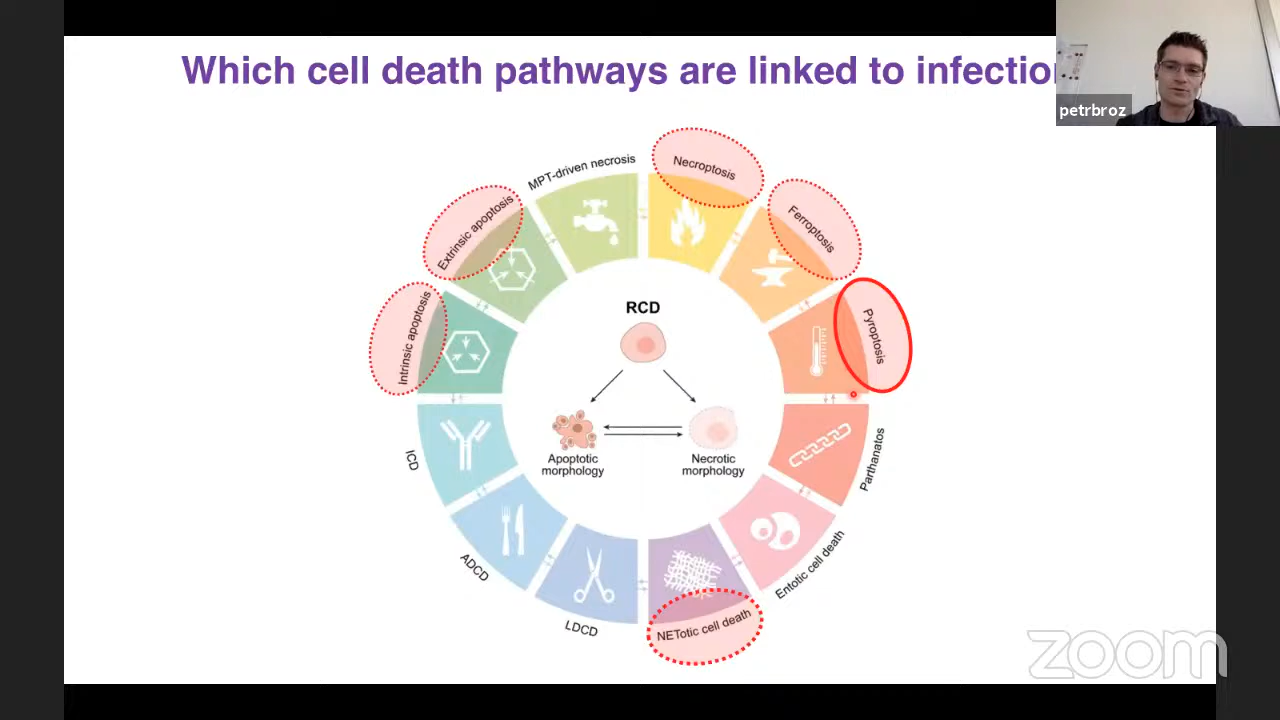 Which cell death pathways are linked to infection
petrbroz
MPT-driven necrosis
Necroptosis
Extrinsic apoptosis
Ferroptosis
Intrinsic apoptosis
Pyroptosis
RCD
Apoptotic
morphology
Necrotic
morphology
ICD
Parthanatos
ADCD
Entotic cell death
LDCD
NETotic cell death
zoom